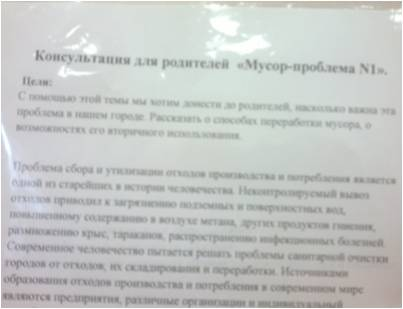 Консультация для родителей «Мусор-проблема N1».
Цели:
С помощью этой темы мы хотим донести до родителей, насколько важна эта
проблема в нашем городе. Рассказать о способах переработки мусора, о
возможностях его вторичного использования.
Проблема сбора и утилизации отходов производства и потребления является
одной из старейших в истории человечества. Неконтролируемый вывоз
отходов приводил к загрязнению подземных и поверхностных вод,
повышенному содержанию в воздухе метана, других продуктов гниения,
размножению крыс, тараканов, распространению инфекционных болезней.
Современное человечество пытается решать проблемы санитарной очистки
городов от отходов, их складирования и переработки. Источниками
образования отходов производства и потребления в современном мире
являются предприятия, различные организации и индивидуальный